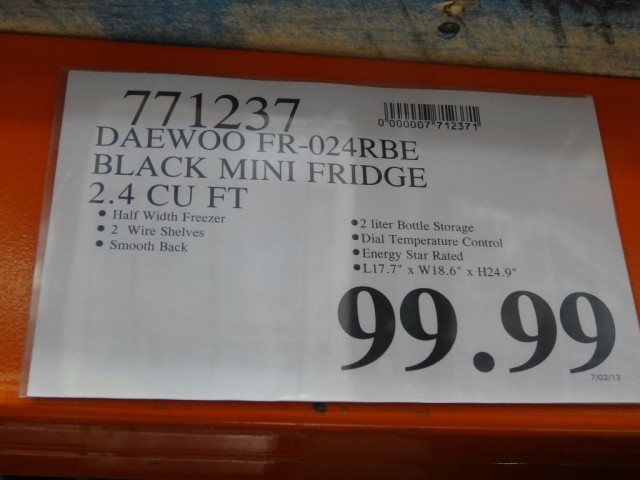 771237
0"000007"712371"
DAEWOO FR-024RBE
BLACK MINI FRIDGE
2.4 CU FT
• Half Width Freezer
• 2 Wire Shelves
• Smooth Back
• 2 liter Bottle Storage
• Dial Temperature Control
• Energy Star Rated
• L17.7" x W18.6" x H24.9"
99.99
7/02/13